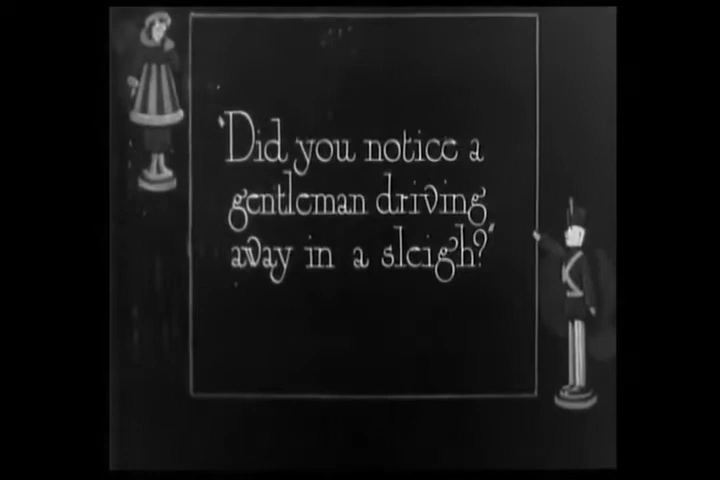 "Did you notice a
gentleman driving
away in a sleigh?"